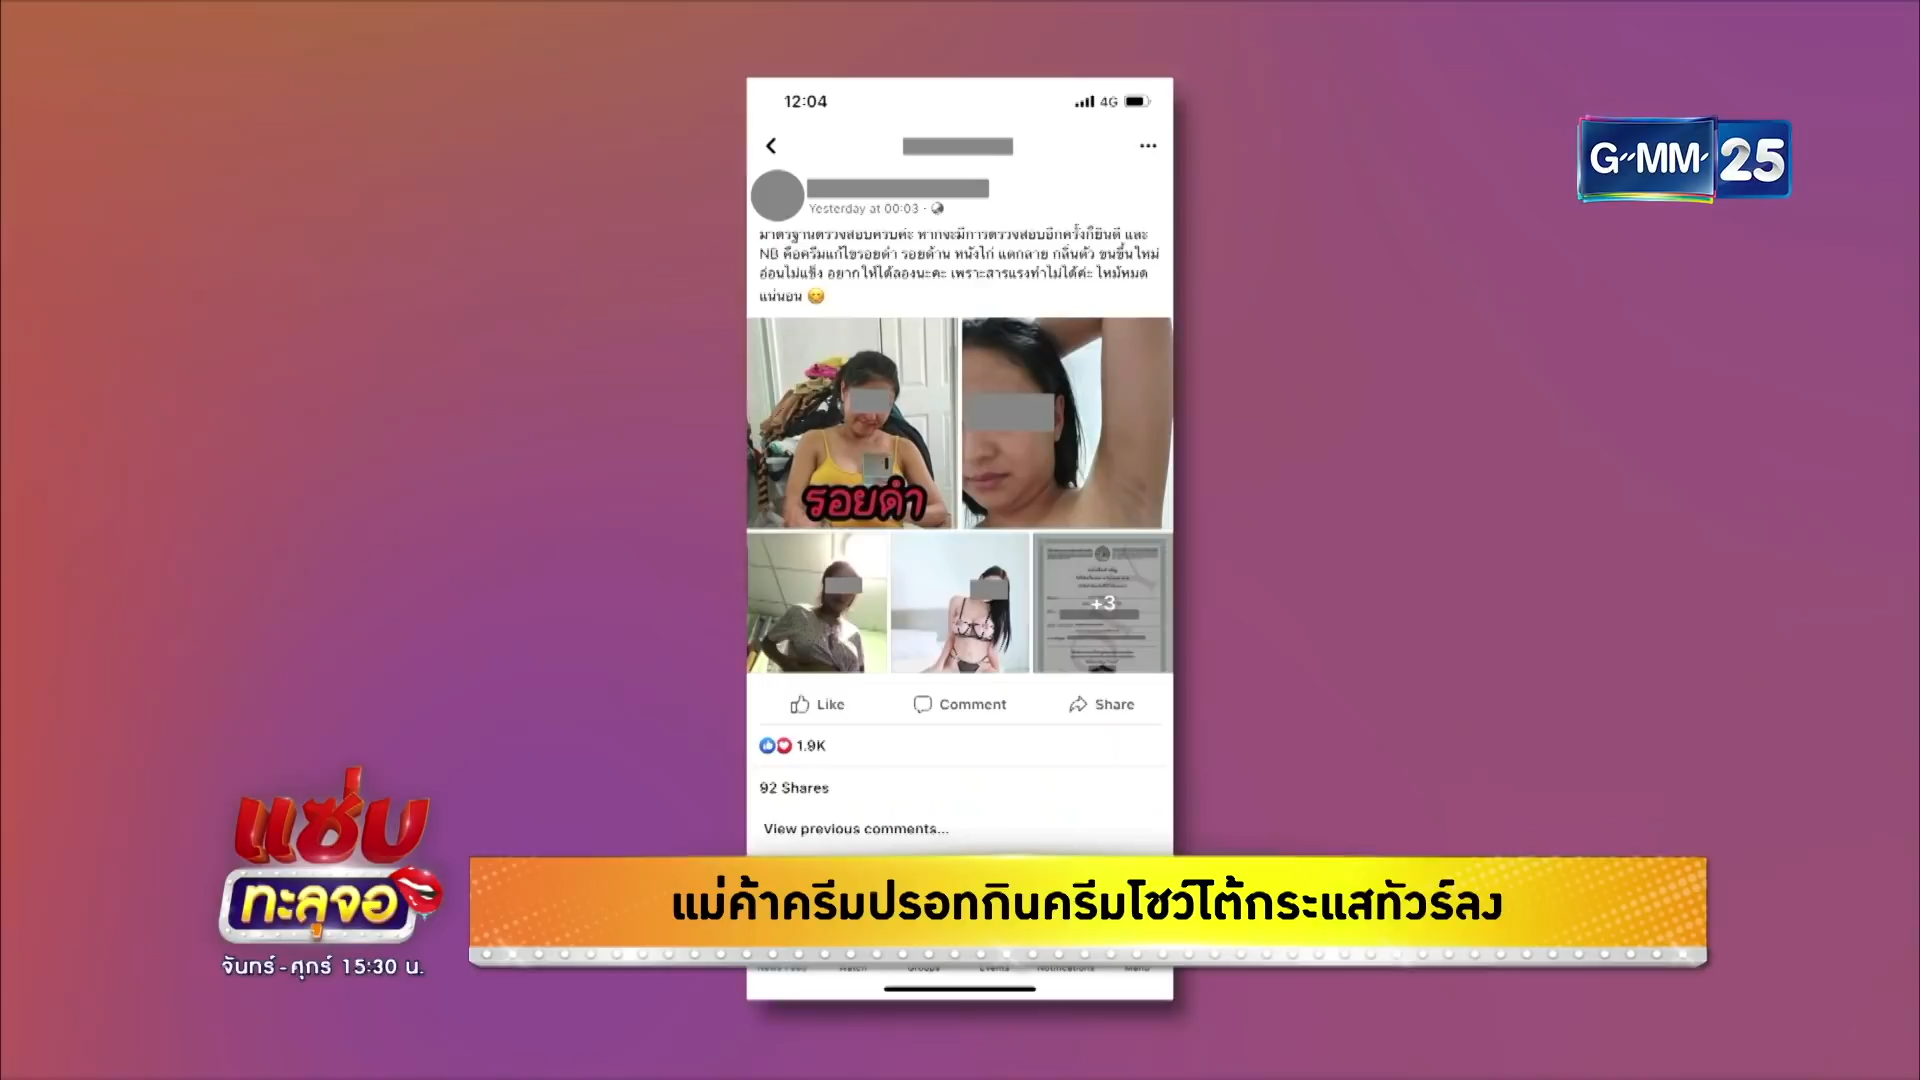 12:04
4G
G-MM 25
Yesterday at 00:03
มาตรฐานตรวจสอบครบค่ะ หากจะมีการตรวจสอบอีกครั้งก็ยินดี และ
NB คือครีมแก้ไขรอยดำ รอยด้าน หนังไก่ แตกลาย กลิ่นตัว ขนขึ้นใหม่
อ่อนไม่แข็ง อยากให้ได้ลองนะคะ เพราะสารแรงทำไม่ได้ค่ะ ไหม้หมด
แน่นอน 😋
รอยดำ
+3
Like
Comment
Share
1.9K
92 Shares
View previous comments...
แซ่บ
ทะลุจอ
จันทร์ - ศุกร์ 15:30 น.
แม่ค้าครีมปรอทกินครีมโชว์โต้กระแสทัวร์ลง
News Feed
Watch
Groups
Events
Notifications
Menu